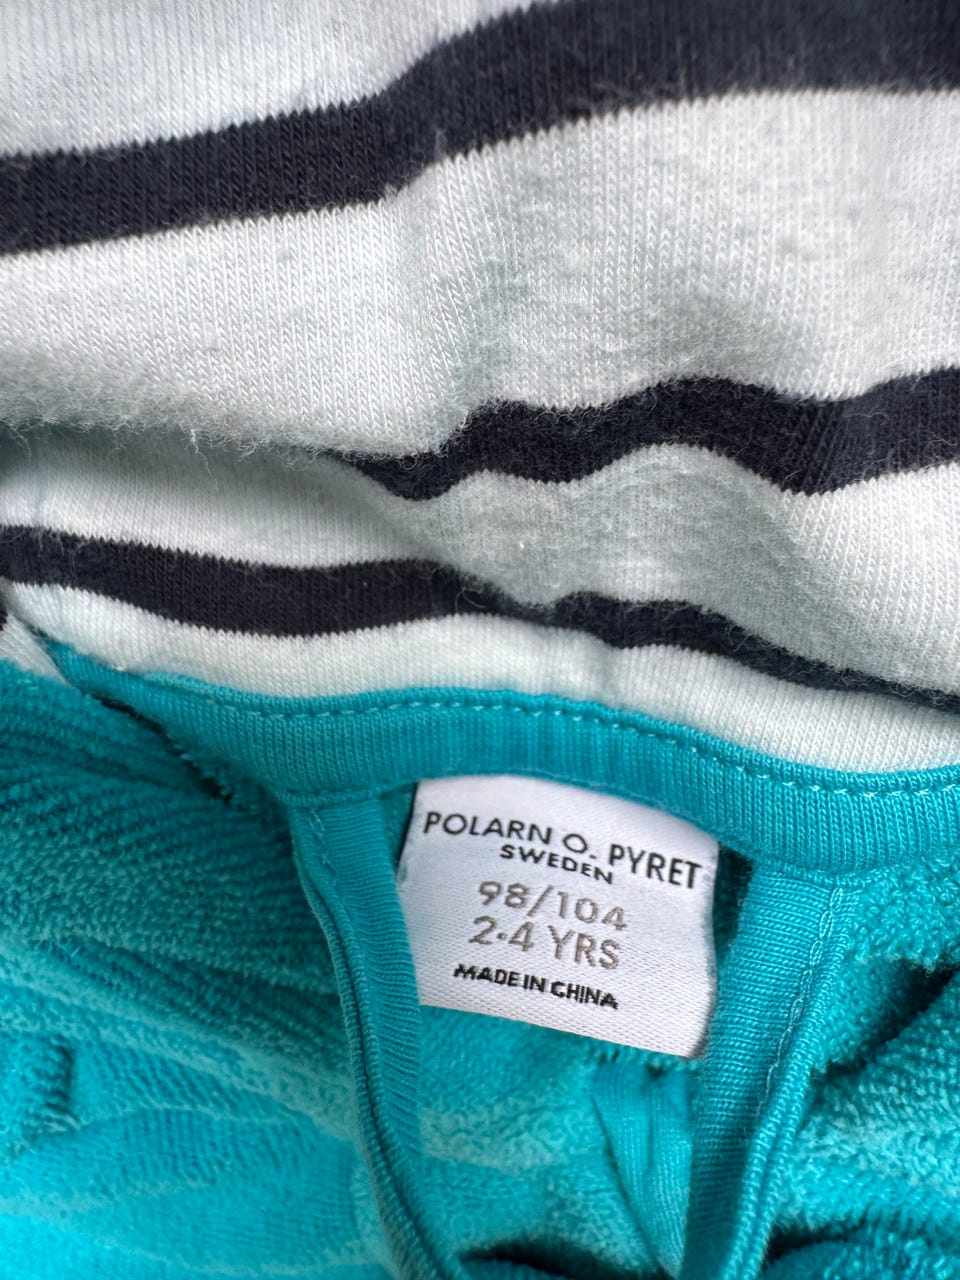 POLARN O. PYRET
SWEDEN
98/104
2-4 YRS
MADE IN CHINA